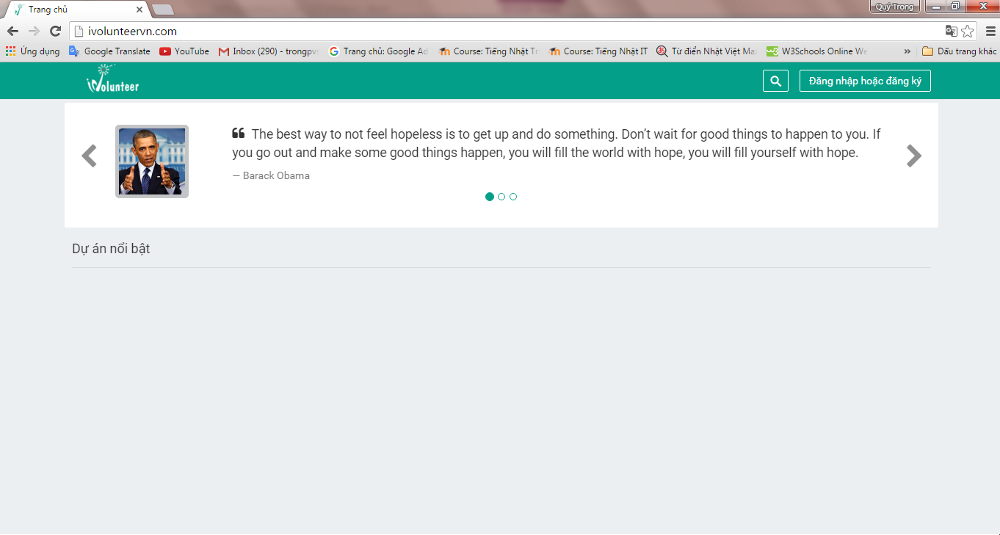 Trang chủ
Quý Trọng
ivolunteervn.com
Ứng dụng Google Translate YouTube Inbox (290) - trongpvs Trang chủ: Google Ad Course: Tiếng Nhật Tr Course: Tiếng Nhật IT Từ điển Nhật Việt Ma W3Schools Online We » Dấu trang khác
iVolunteer
Đăng nhập hoặc đăng ký
The best way to not feel hopeless is to get up and do something. Don’t wait for good things to happen to you. If
you go out and make some good things happen, you will fill the world with hope, you will fill yourself with hope.
— Barack Obama
Dự án nổi bật